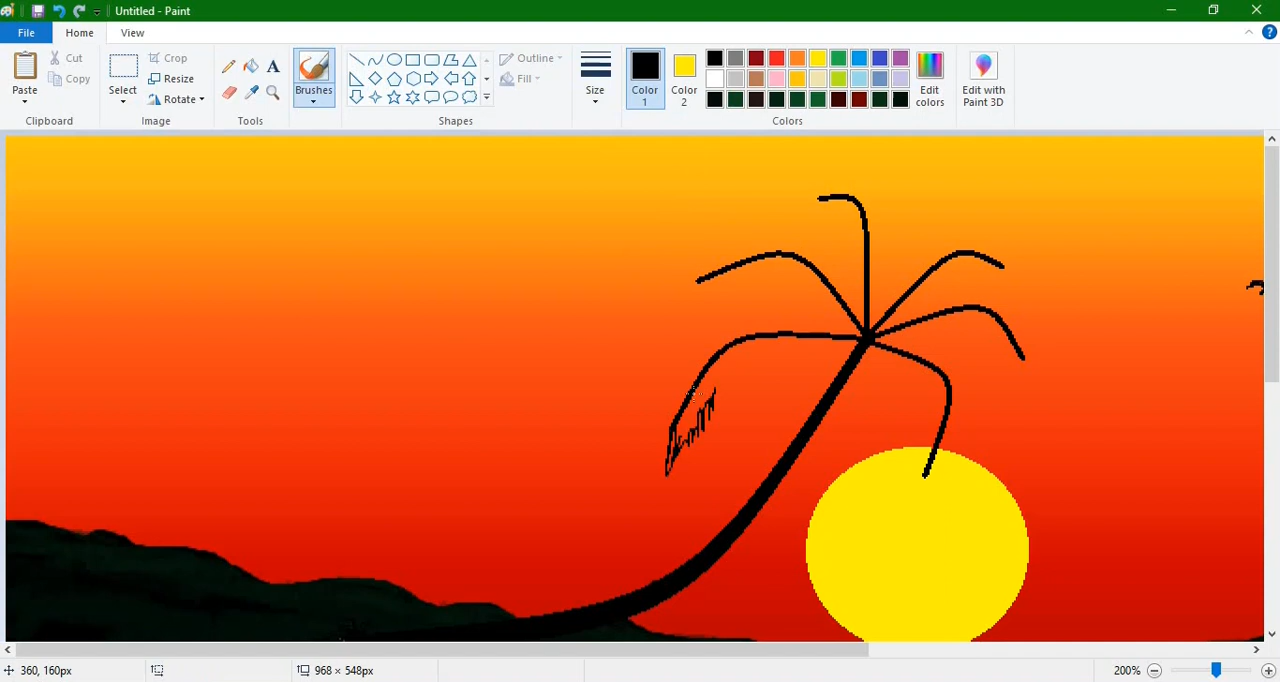 Untitled - Paint
File Home View
Paste
Cut
Copy
Clipboard
Select
Crop
Resize
Rotate
Image
Tools
Brushes
Outline
Fill
Shapes
Size
Color 1
Color 2
Edit colors
Colors
Edit with Paint 3D
360, 160px
968 × 548px
200%